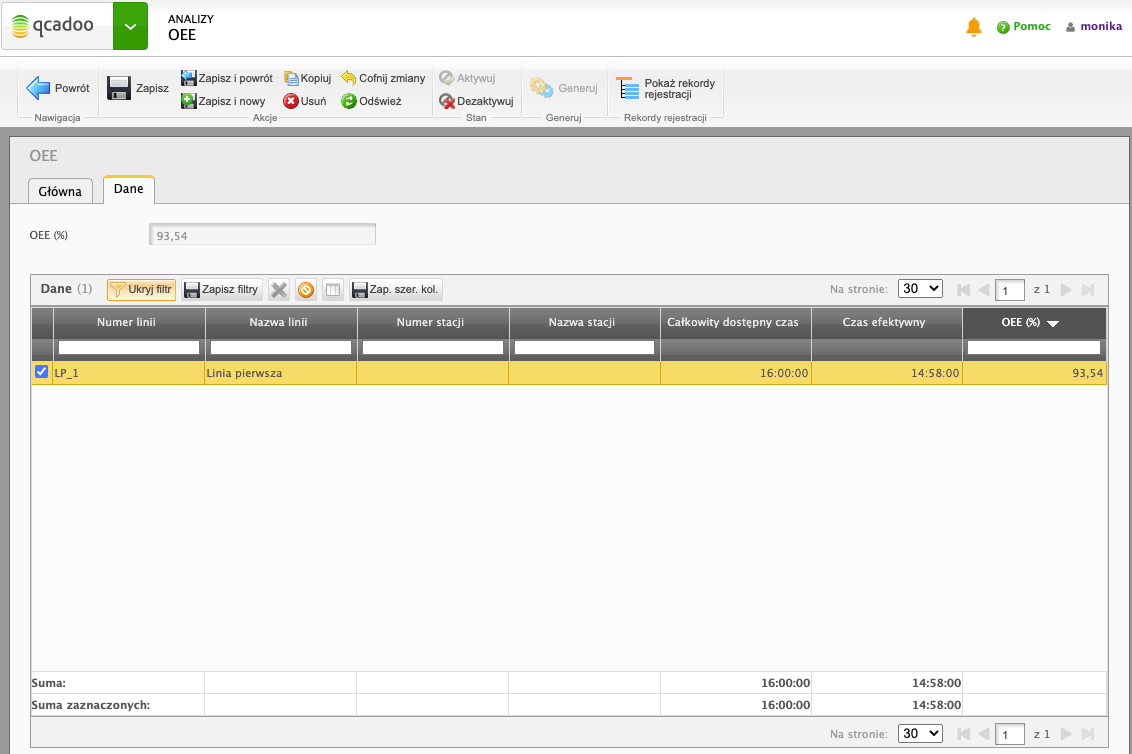 qcadoo
ANALIZY
OEE
Pomoc
monika
Powrót
Nawigacja
Zapisz
Zapisz i powrót
Kopiuj
Cofnij zmiany
Zapisz i nowy
Usuń
Odśwież
Akcje
Aktywuj
Dezaktywuj
Stan
Generuj
Generuj
Pokaż rekordy
rejestracji
Rekordy rejestracji
OEE
Główna
Dane
OEE (%)
93,54
Dane (1)
Ukryj filtr
Zapisz filtry
Zap. szer. kol.
Na stronie: 30
1 z 1
Numer linii Nazwa linii Numer stacji Nazwa stacji Całkowity dostępny czas Czas efektywny OEE (%)
LP_1 Linia pierwsza 16:00:00 14:58:00 93,54
Suma: 16:00:00 14:58:00
Suma zaznaczonych: 16:00:00 14:58:00
Na stronie: 30 1 z 1